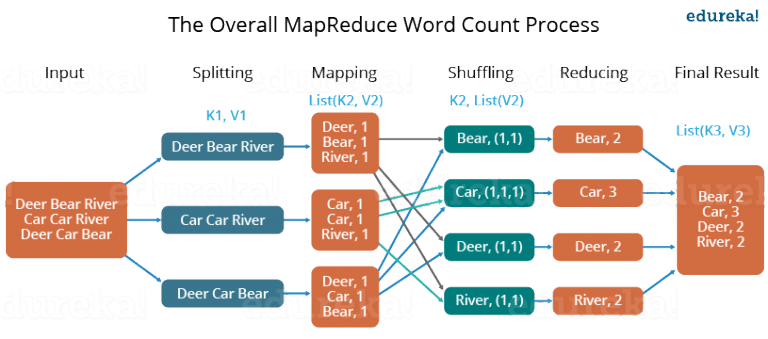 The Overall MapReduce Word Count Process
edureka!
Input
Splitting
Mapping
Shuffling
Reducing
Final Result
K1, V1
List(K2, V2)
K2, List(V2)
List(K3, V3)
Deer Bear River
Car Car River
Deer Car Bear
Deer Bear River
Car Car River
Deer Car Bear
Deer, 1
Bear, 1
River, 1
Car, 1
Car, 1
River, 1
Deer, 1
Car, 1
Bear, 1
Bear, (1,1)
Car, (1,1,1)
Deer, (1,1)
River, (1,1)
Bear, 2
Car, 3
Deer, 2
River, 2
Bear, 2
Car, 3
Deer, 2
River, 2